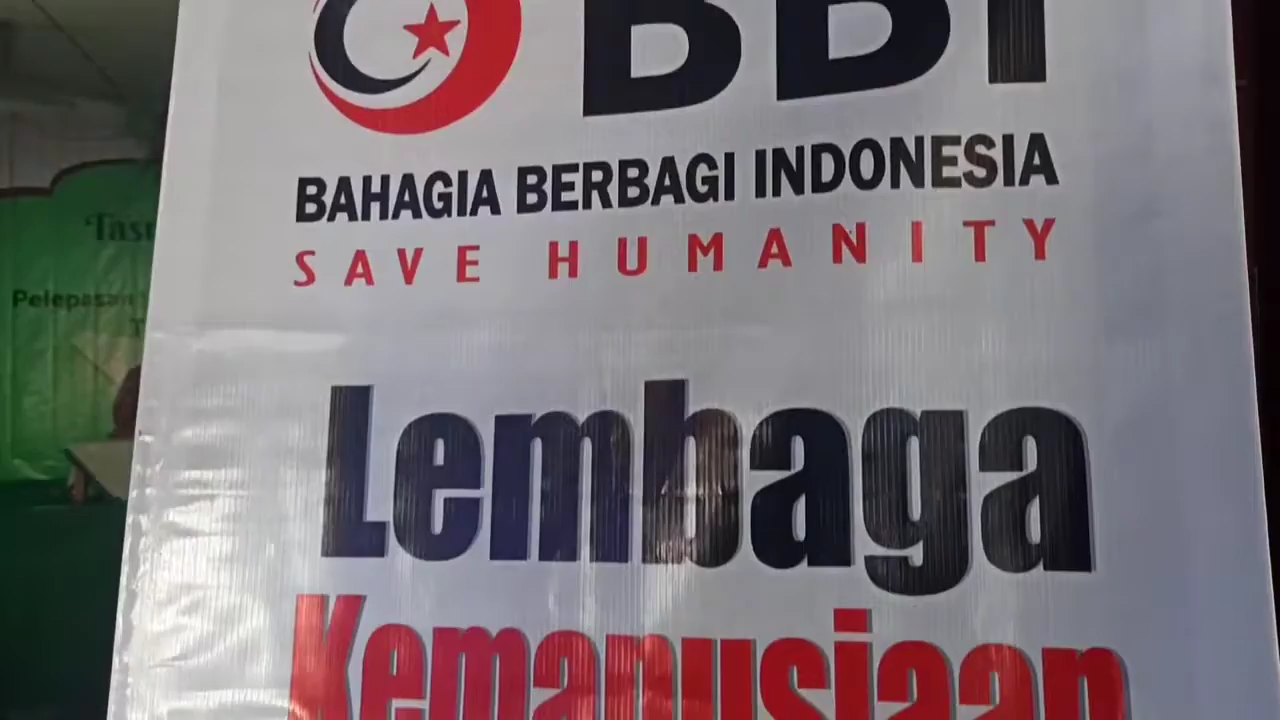 BBI
BAHAGIA BERBAGI INDONESIA
SAVE HUMANITY
Lembaga
Kemanusiaan
Pelepasan